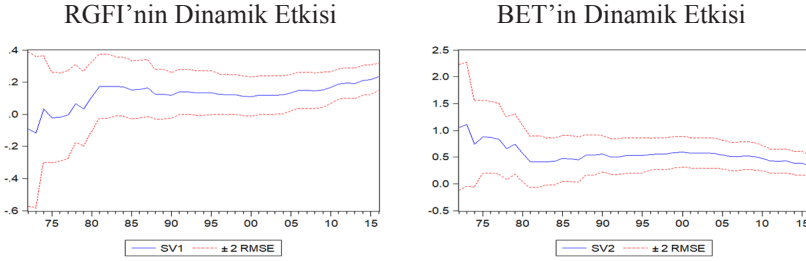 RGFI’nin Dinamik Etkisi
.4
.2
.0
-.2
-.4
-.6
75 80 85 90 95 00 05 10 15
SV1 ± 2 RMSE
BET’in Dinamik Etkisi
2.5
2.0
1.5
1.0
0.5
0.0
-0.5
75 80 85 90 95 00 05 10 15
SV2 ± 2 RMSE